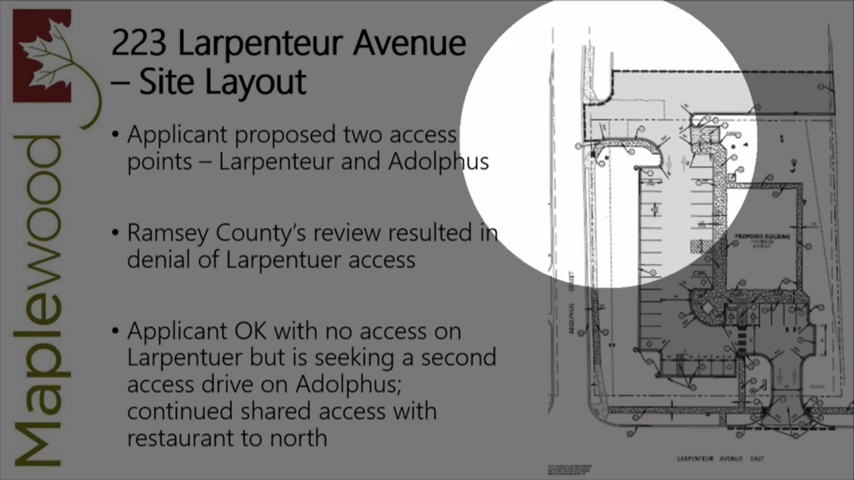 Maplewood
223 Larpenteur Avenue
– Site Layout
• Applicant proposed two access
points – Larpenteur and Adolphus
• Ramsey County's review resulted in
denial of Larpentuer access
• Applicant OK with no access on
Larpentuer but is seeking a second
access drive on Adolphus;
continued shared access with
restaurant to north
PROPOSED BUILDING
ADOLPHUS STREET
LARPENTEUR AVENUE EAST